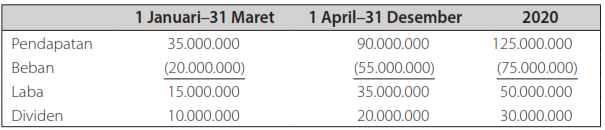 1 Januari–31 Maret 1 April–31 Desember 2020
Pendapatan 35.000.000 90.000.000 125.000.000
Beban (20.000.000) (55.000.000) (75.000.000)
Laba 15.000.000 35.000.000 50.000.000
Dividen 10.000.000 20.000.000 30.000.000